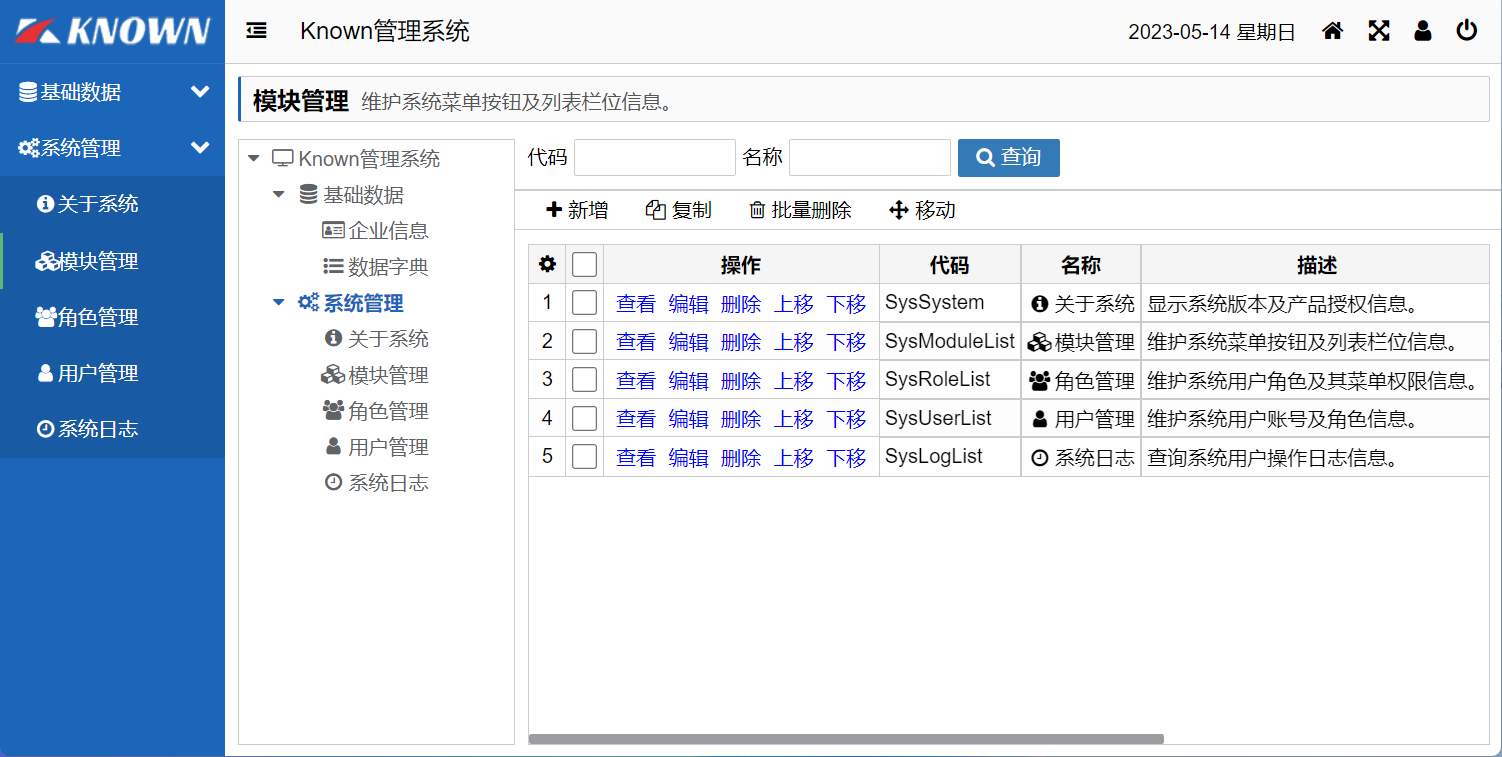 KNOWN
Known管理系统
2023-05-14 星期日
基础数据
系统管理
关于系统
模块管理
角色管理
用户管理
系统日志
模块管理 维护系统菜单按钮及列表栏位信息。
Known管理系统
基础数据
企业信息
数据字典
系统管理
关于系统
模块管理
角色管理
用户管理
系统日志
代码 名称 查询
新增 复制 批量删除 移动
操作 代码 名称 描述
1 查看 编辑 删除 上移 下移 SysSystem 关于系统 显示系统版本及产品授权信息。
2 查看 编辑 删除 上移 下移 SysModuleList 模块管理 维护系统菜单按钮及列表栏位信息。
3 查看 编辑 删除 上移 下移 SysRoleList 角色管理 维护系统用户角色及其菜单权限信息。
4 查看 编辑 删除 上移 下移 SysUserList 用户管理 维护系统用户账号及角色信息。
5 查看 编辑 删除 上移 下移 SysLogList 系统日志 查询系统用户操作日志信息。